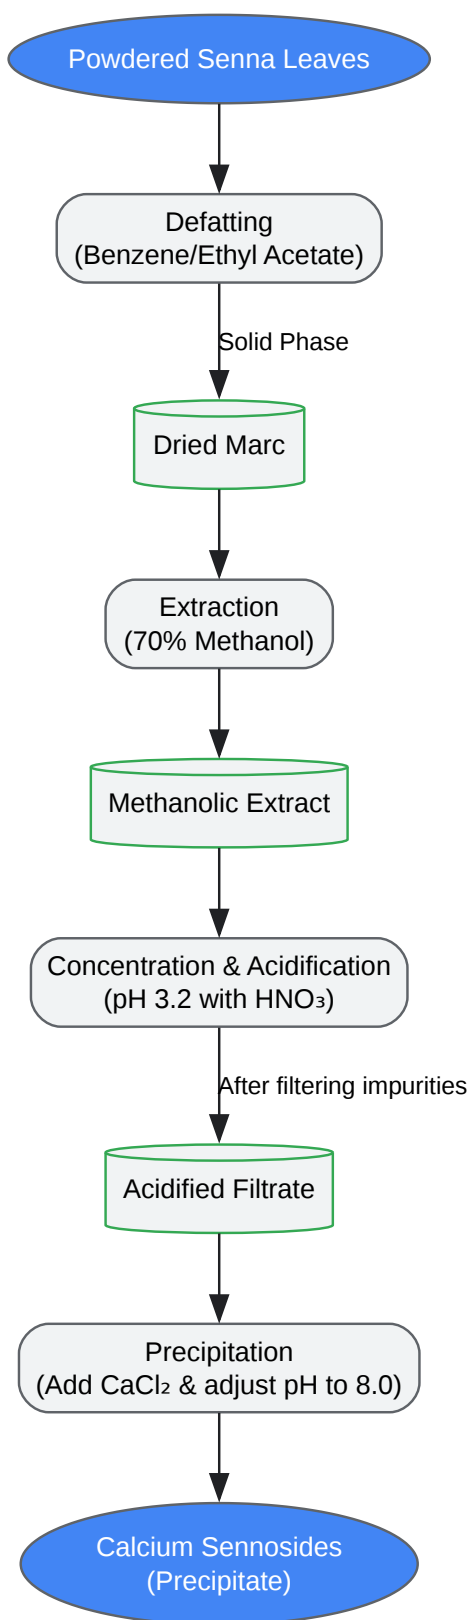 Powdered Senna Leaves
Defatting
(Benzene/Ethyl Acetate)
Solid Phase
Dried Marc
Extraction
(70% Methanol)
Methanolic Extract
Concentration & Acidification
(pH 3.2 with HNO₃)
After filtering impurities
Acidified Filtrate
Precipitation
(Add CaCl₂ & adjust pH to 8.0)
Calcium Sennosides
(Precipitate)